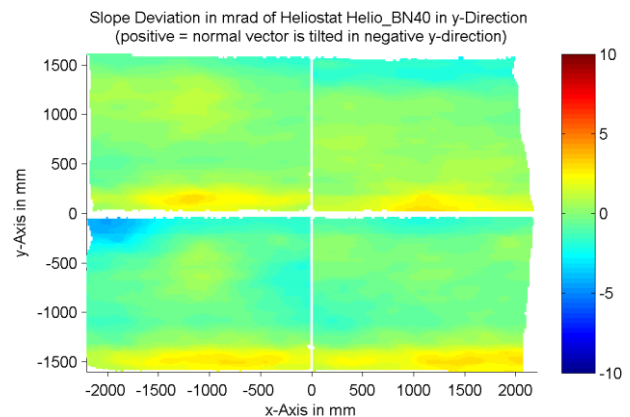 Slope Deviation in mrad of Heliostat Helio_BN40 in y-Direction
(positive = normal vector is tilted in negative y-direction)
y-Axis in mm
1500
1000
500
0
-500
-1000
-1500
-2000 -1500 -1000 -500 0 500 1000 1500 2000
x-Axis in mm
10
5
0
-5
-10